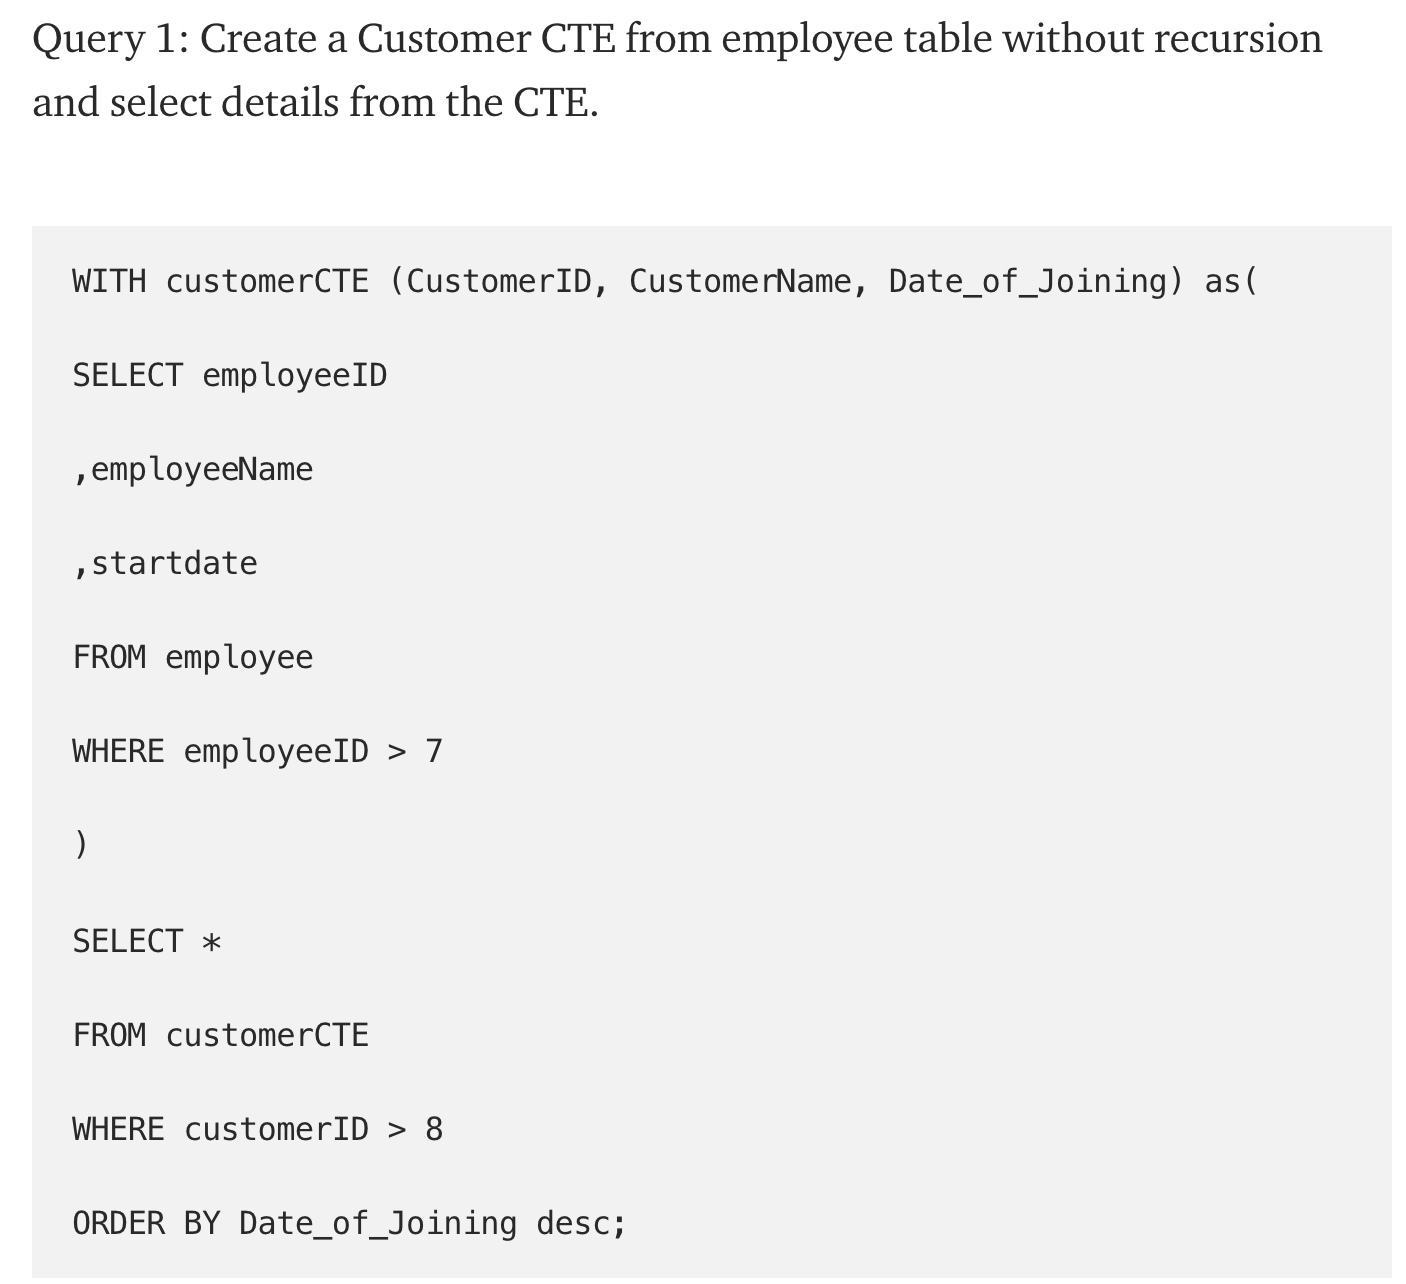 Query 1: Create a Customer CTE from employee table without recursion
and select details from the CTE.
WITH customerCTE (CustomerID, CustomerName, Date_of_Joining) as(
SELECT employeeID
,employeeName
,startdate
FROM employee
WHERE employeeID > 7
)
SELECT *
FROM customerCTE
WHERE customerID > 8
ORDER BY Date_of_Joining desc;